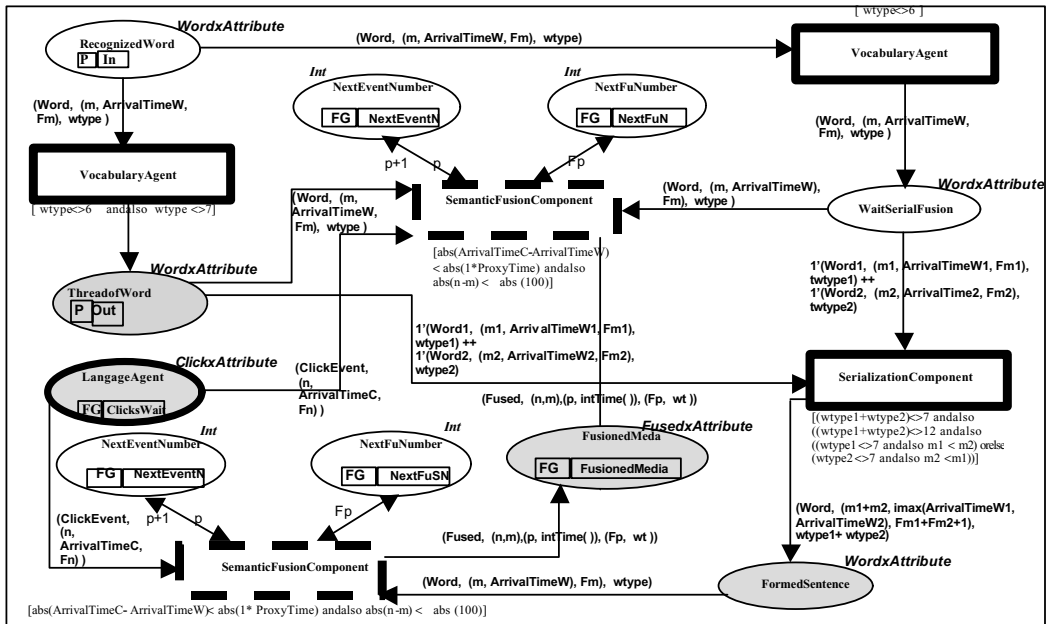 [ wtype<>6 ]
WordxAttribute
RecognizedWord
P In
(Word, (m, ArrivalTimeW, Fm), wtype)
VocabularyAgent
Int
NextEventNumber
FG NextEventN
Int
NextFuNumber
FG NextFuN
(Word, (m, ArrivalTimeW,
Fm), wtype )
(Word, (m, ArrivalTimeW,
Fm), wtype )
p+1 p
Fp
VocabularyAgent
[ wtype<>6 andalso wtype <>7]
(Word, (m,
ArrivalTimeW,
Fm), wtype )
SemanticFusionComponent
(Word, (m, ArrivalTimeW),
Fm), wtype )
WordxAttribute
WaitSerialFusion
[abs(ArrivalTimeC-ArrivalTimeW)
< abs(1*ProxyTime) andalso
abs(n-m) < abs (100)]
WordxAttribute
ThreadofWord
P Out
1'(Word1, (m1, ArrivalTimeW1, Fm1),
twtype1) ++
1'(Word2, (m2, ArrivalTime2, Fm2),
twtype2)
1'(Word1, (m1, ArrivalTimeW1, Fm1),
wtype1) ++
1'(Word2, (m2, ArrivalTimeW2, Fm2),
wtype2)
ClickxAttribute
LangageAgent
FG ClicksWait
(ClickEvent,
(n,
ArrivalTimeC,
Fn) )
SerializationComponent
(Fused, (n,m),(p, intTime( )), (Fp, wt ))
[(wtype1+wtype2)<>7 andalso
((wtype1+wtype2)<>12 andalso
((wtype1<>7 andalso m1 < m2) orelse
(wtype2<>7 andalso m2 <m1))]
FusedxAttribute
FusionedMeda
FG FusionedMedia
Int
NextEventNumber
FG NextEventN
Int
NextFuNumber
FG NextFuSN
(ClickEvent,
(n,
ArrivalTimeC,
Fn) )
p+1 p
Fp
(Fused, (n,m),(p, intTime( )), (Fp, wt ))
(Word, (m1+m2, imax(ArrivalTimeW1,
ArrivalTimeW2), Fm1+Fm2+1),
wtype1+ wtype2)
SemanticFusionComponent
(Word, (m, ArrivalTimeW), Fm), wtype)
WordxAttribute
FormedSentence
[abs(ArrivalTimeC- ArrivalTimeW)< abs(1* ProxyTime) andalso abs(n-m) < abs (100)]